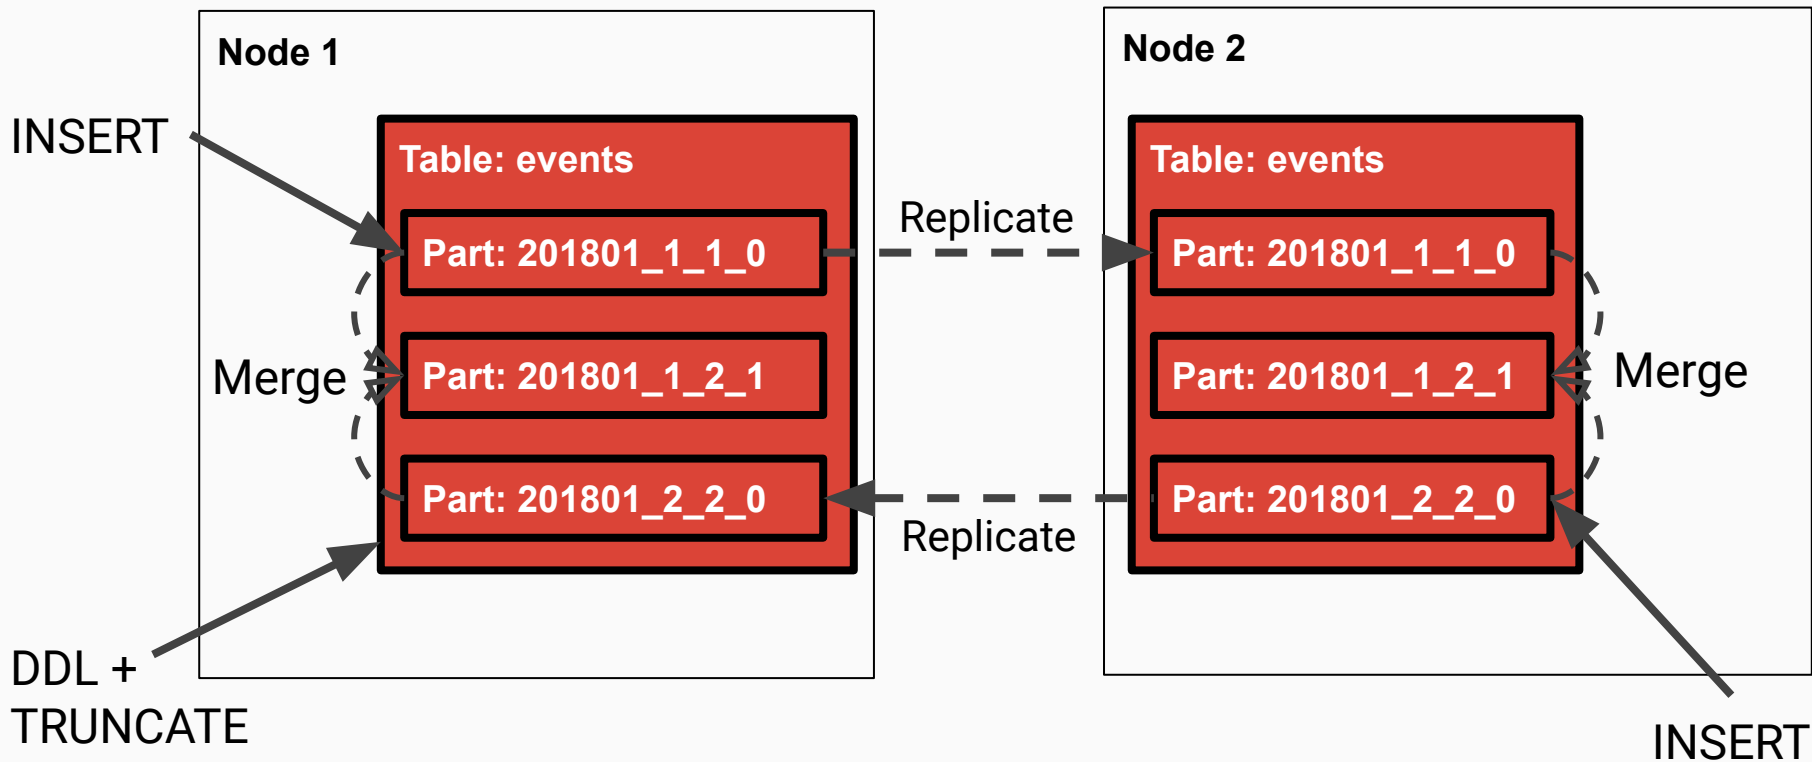 Node 1
INSERT
Table: events
Part: 201801_1_1_0
Merge
Part: 201801_1_2_1
Part: 201801_2_2_0
DDL +
TRUNCATE
Replicate
Replicate
Node 2
Table: events
Part: 201801_1_1_0
Part: 201801_1_2_1
Merge
Part: 201801_2_2_0
INSERT